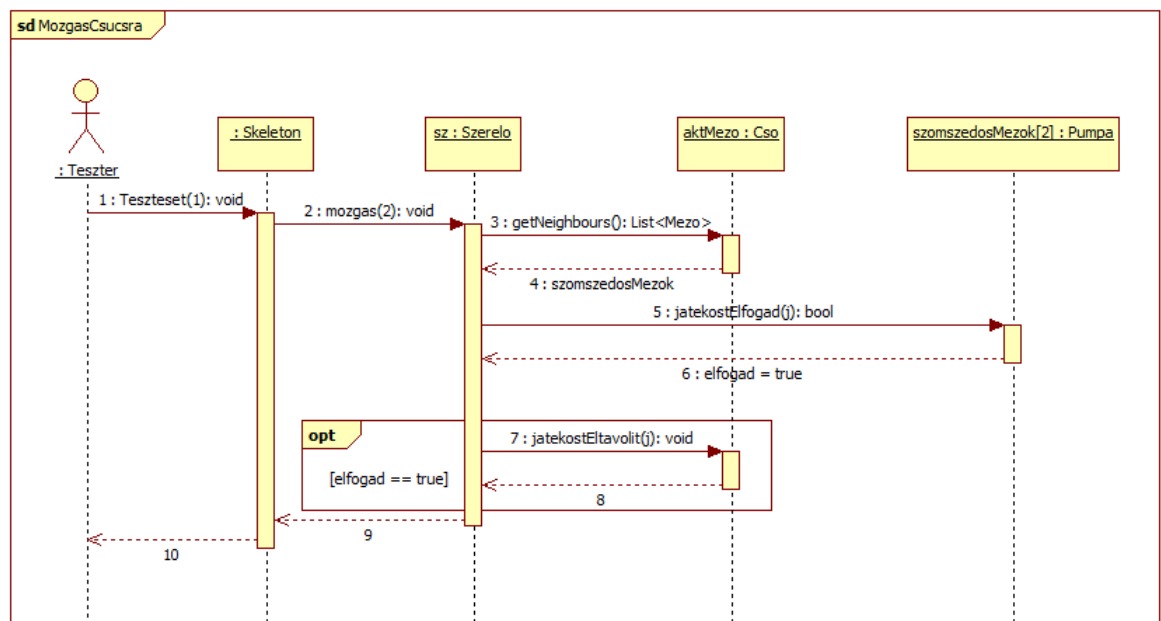 sd MozgasCsucsra
: Skeleton
sz : Szerelo
aktMezo : Cso
szomszedosMezok[2] : Pumpa
: Teszter
1 : Teszteset(1): void
2 : mozgas(2): void
3 : getNeighbours(): List<Mezo>
4 : szomszedosMezok
5 : jatekostElfogad(j): bool
6 : elfogad = true
opt
7 : jatekostEltavolit(j): void
[elfogad == true]
8
9
10